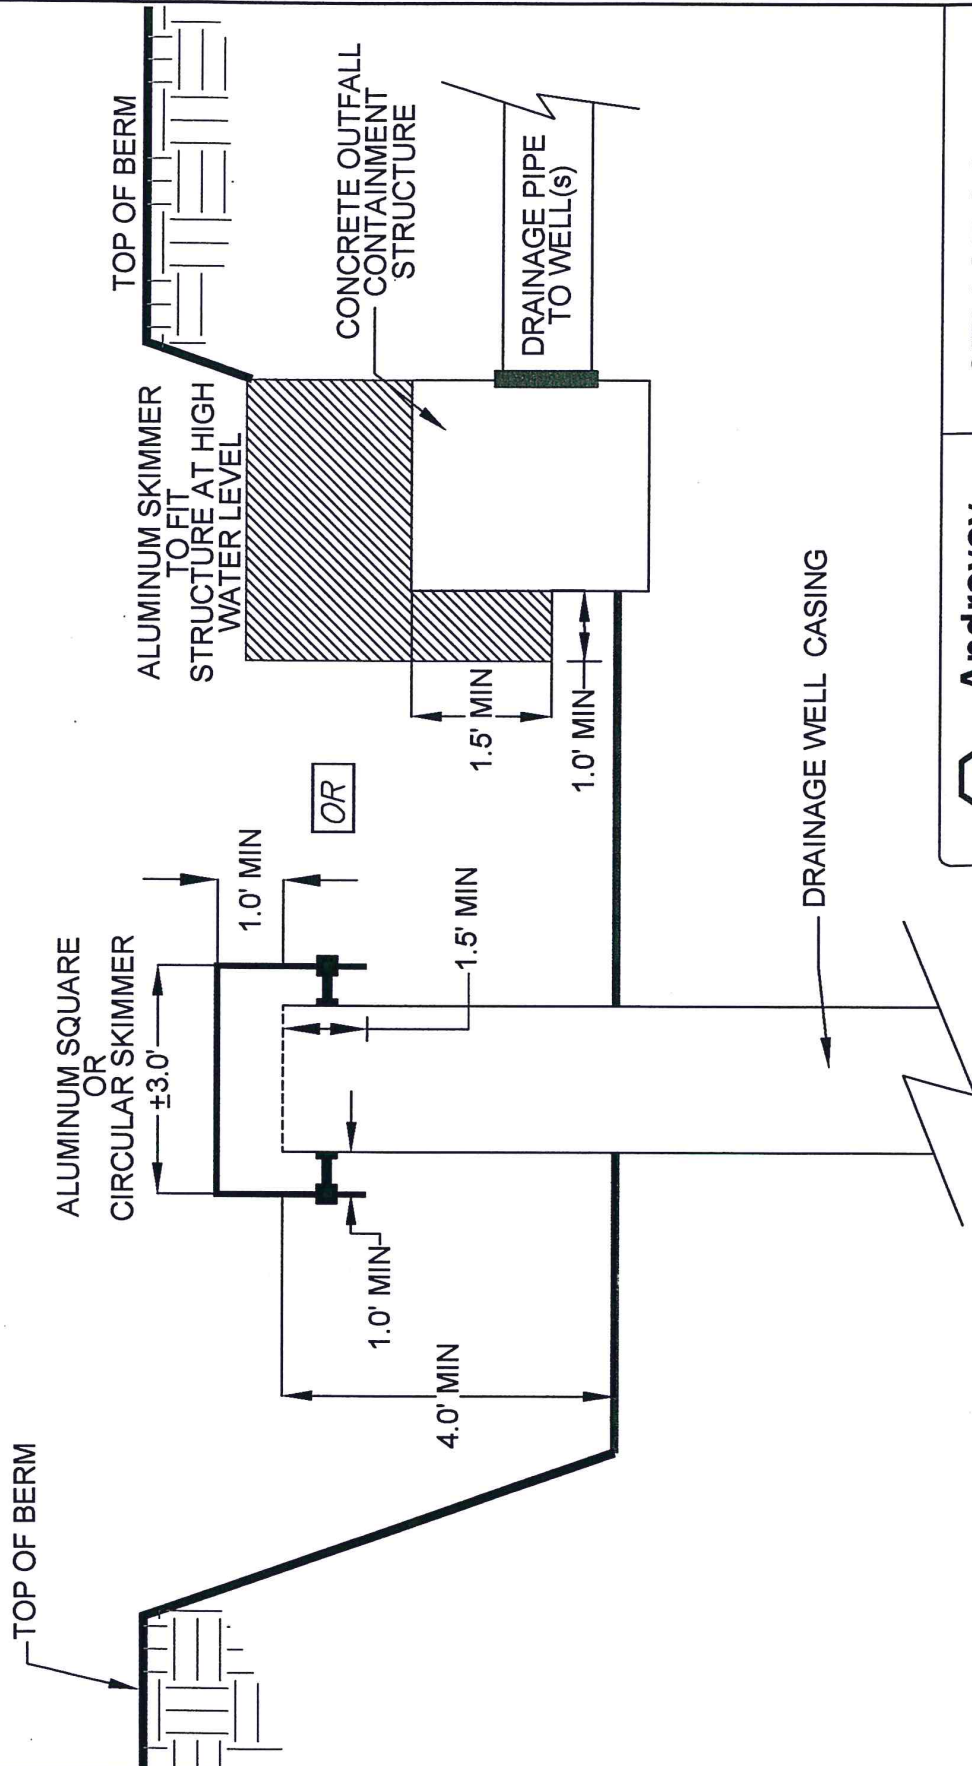 TOP OF BERM
ALUMINUM SQUARE
OR
CIRCULAR SKIMMER
±3.0'
1.0' MIN
1.5' MIN
1.0' MIN
4.0' MIN
OR
ALUMINUM SKIMMER
TO FIT
STRUCTURE AT HIGH
WATER LEVEL
TOP OF BERM
CONCRETE OUTFALL
CONTAINMENT
STRUCTURE
1.5' MIN
1.0' MIN
DRAINAGE PIPE
TO WELL(s)
DRAINAGE WELL CASING